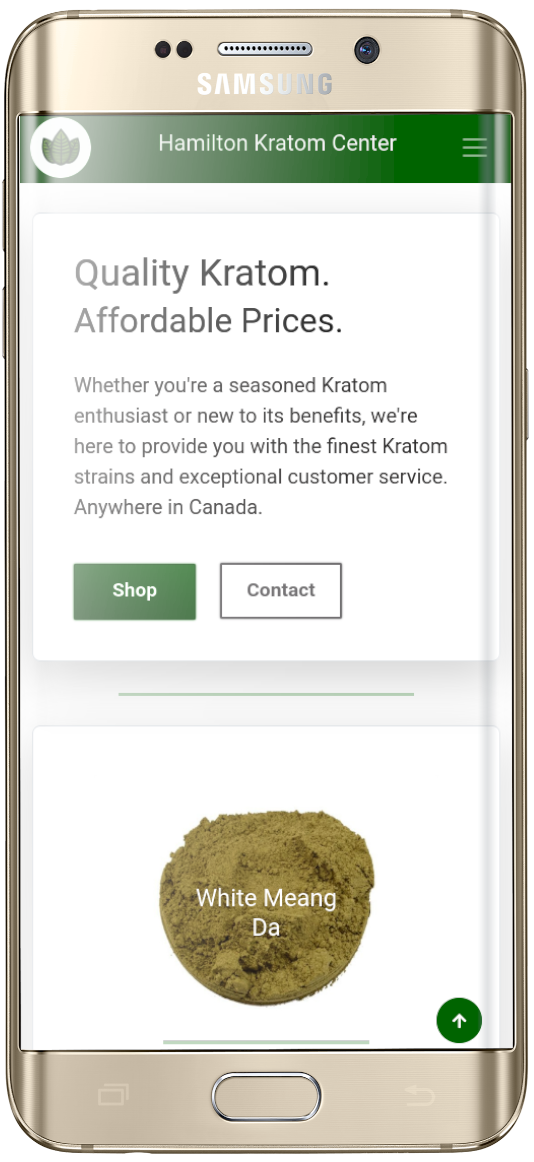 SAMSUNG
Hamilton Kratom Center
Quality Kratom.
Affordable Prices.
Whether you're a seasoned Kratom
enthusiast or new to its benefits, we're
here to provide you with the finest Kratom
strains and exceptional customer service.
Anywhere in Canada.
Shop
Contact
White Meang
Da